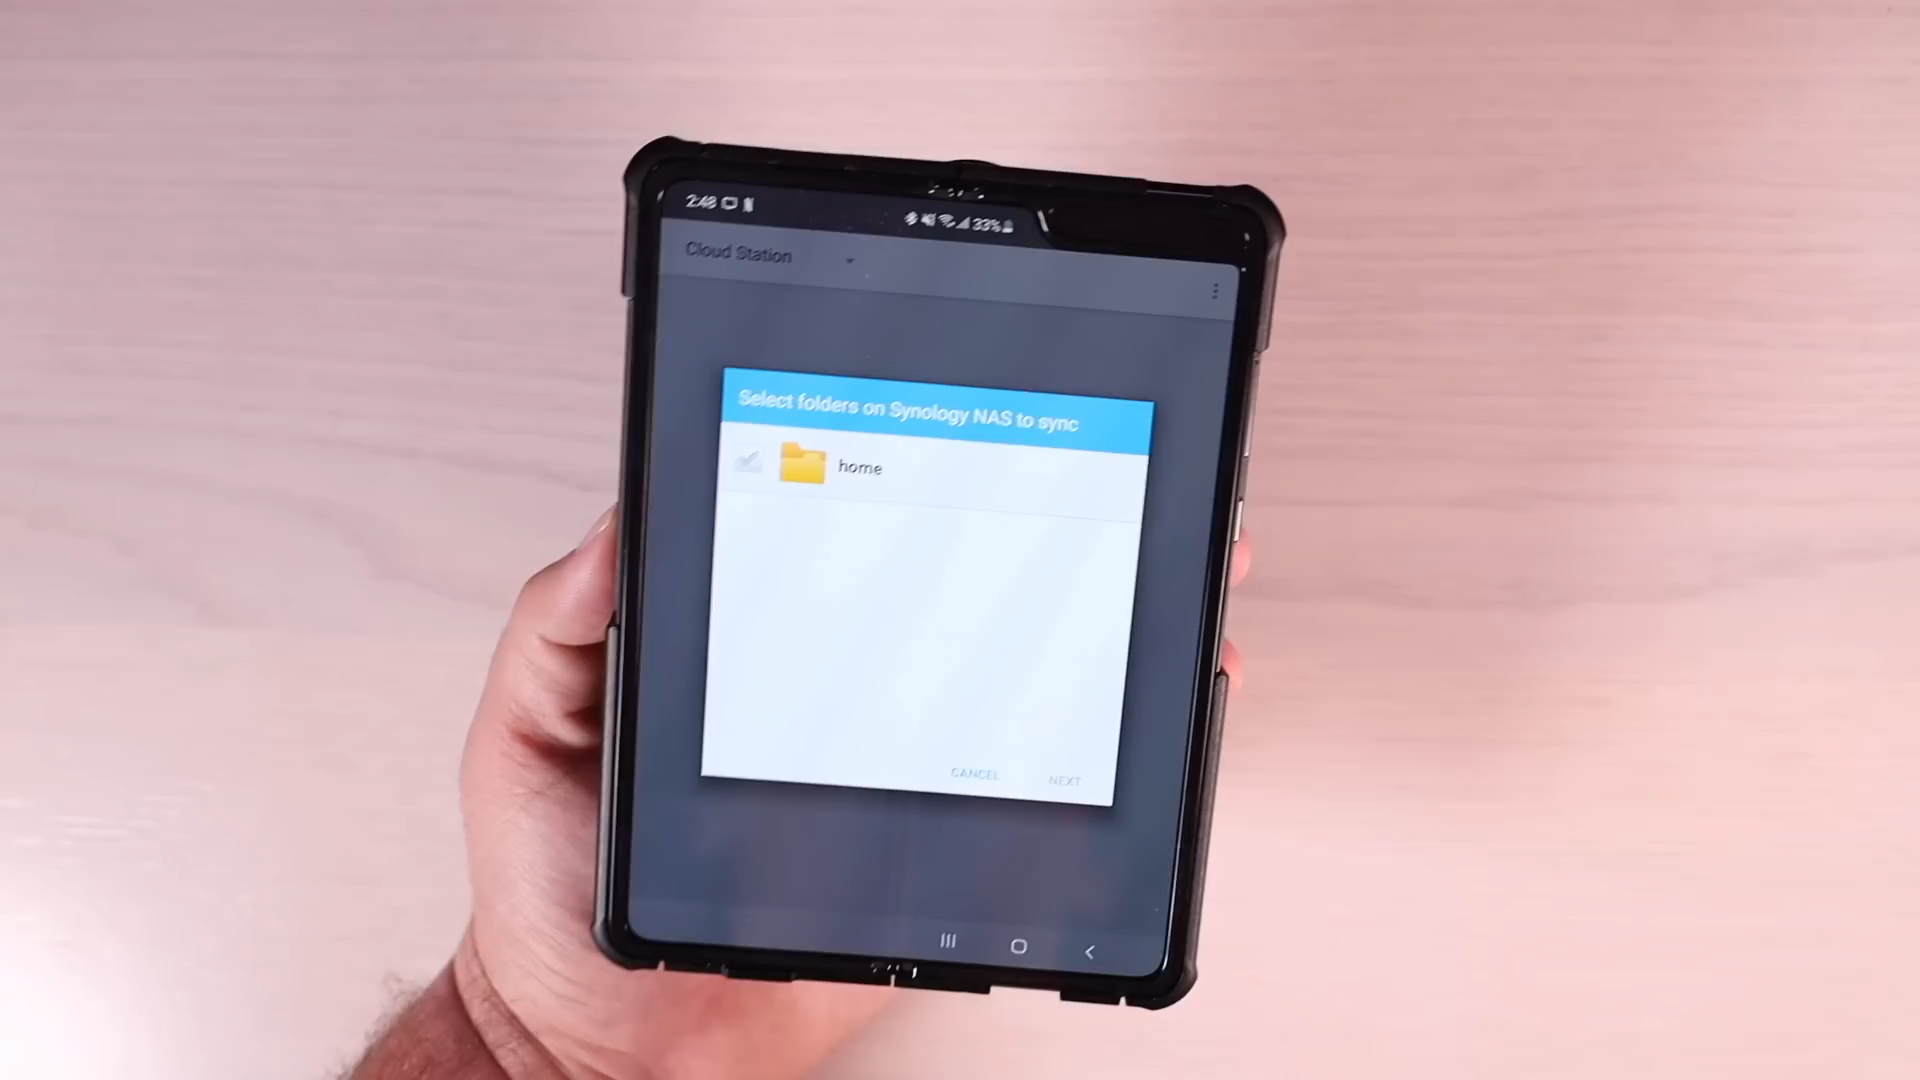 2:48
33%
Cloud Station
Select folders on Synology NAS to sync
home
CANCEL NEXT